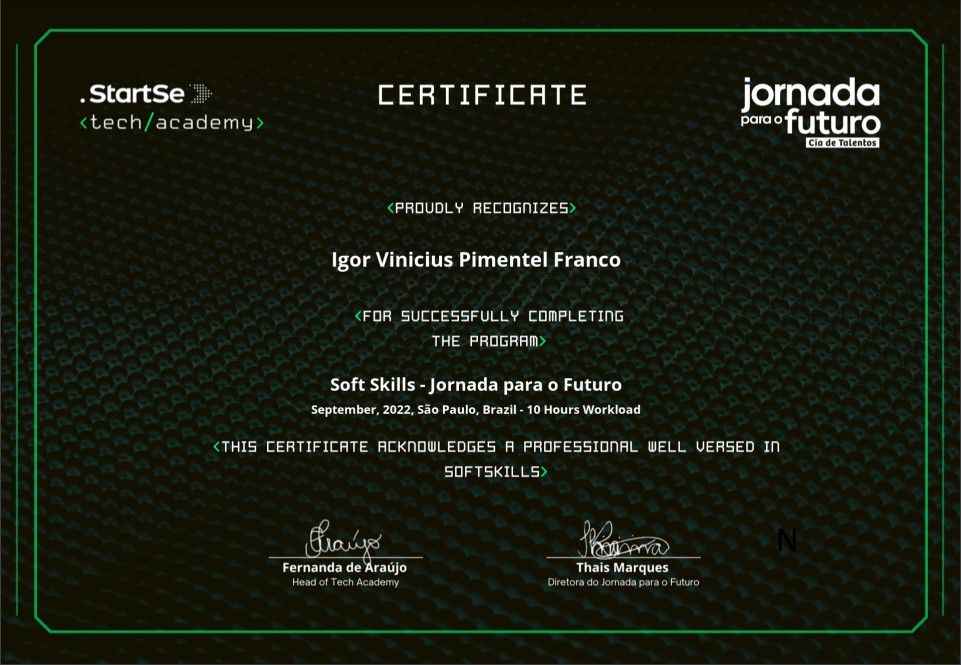 .StartSe
<tech/academy>
CERTIFICATE
jornada
para o futuro
Cia de Talentos
<PROUDLY RECOGNIZES>
Igor Vinicius Pimentel Franco
<FOR SUCCESSFULLY COMPLETING
THE PROGRAM>
Soft Skills - Jornada para o Futuro
September, 2022, São Paulo, Brazil - 10 Hours Workload
<THIS CERTIFICATE ACKNOWLEDGES A PROFESSIONAL WELL VERSED IN
SOFTSKILLS>
N
Fernanda de Araújo
Thais Marques
Head of Tech Academy
Diretora do Jornada para o Futuro